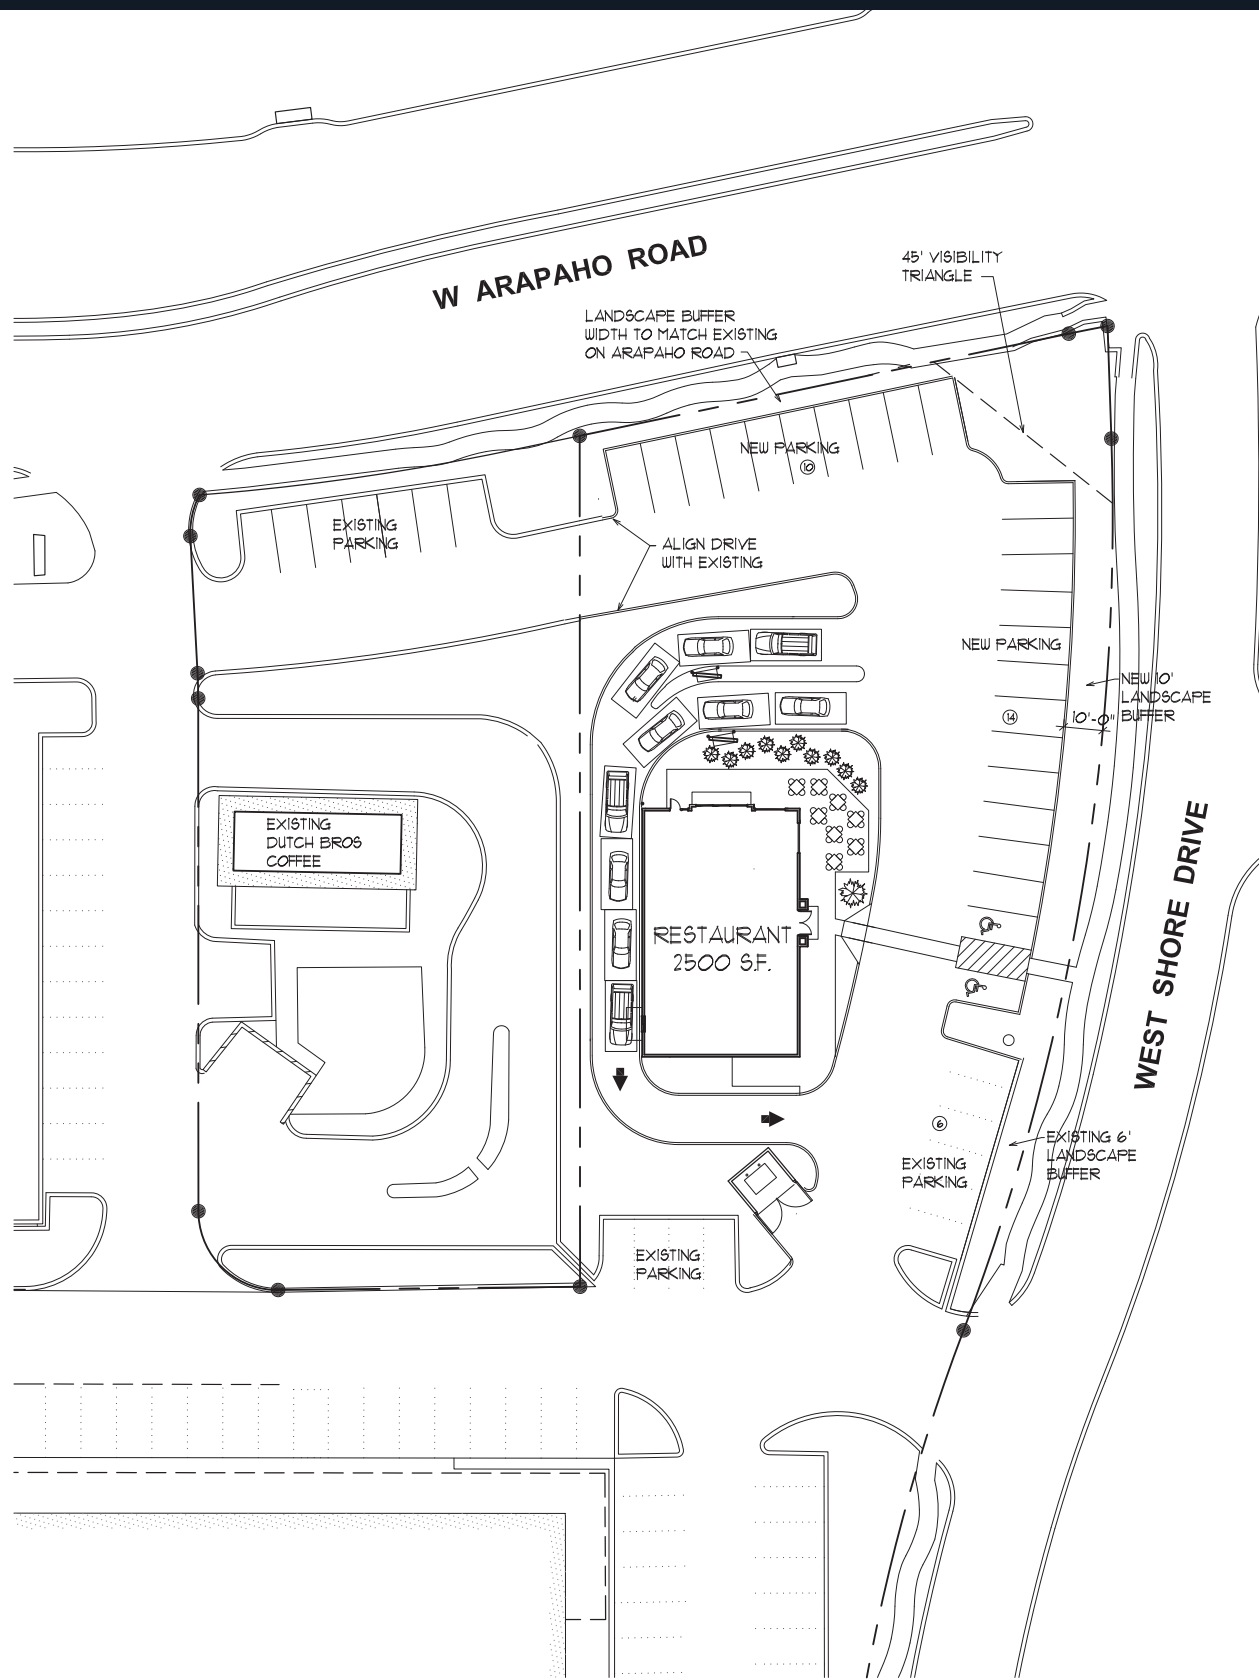 W ARAPAHO ROAD
45' VISIBILITY
TRIANGLE
LANDSCAPE BUFFER
WIDTH TO MATCH EXISTING
ON ARAPAHO ROAD
NEW PARKING
10
EXISTING
PARKING
ALIGN DRIVE
WITH EXISTING
NEW PARKING
14
NEW 10'
LANDSCAPE
BUFFER
10'-0"
EXISTING
DUTCH BROS
COFFEE
RESTAURANT
2500 S.F.
WEST SHORE DRIVE
6
EXISTING
PARKING
EXISTING 6'
LANDSCAPE
BUFFER
EXISTING
PARKING